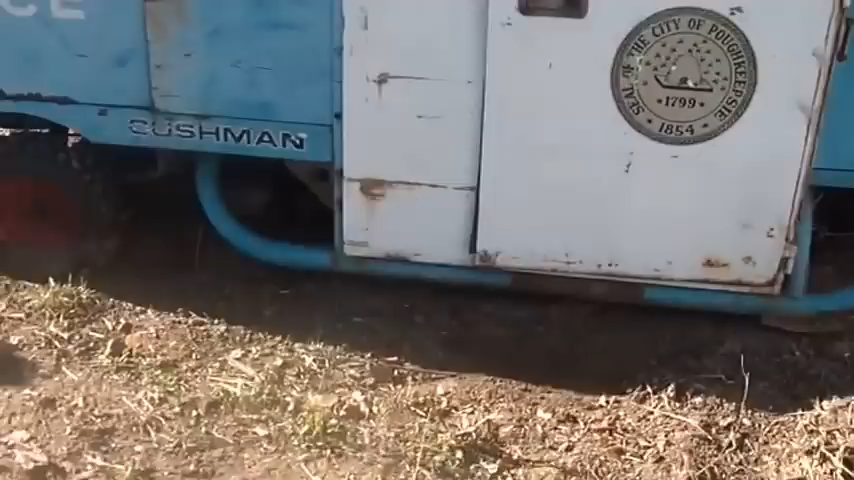 CE
CUSHMAN
SEAL OF THE CITY OF POUGHKEEPSIE
1799
1854